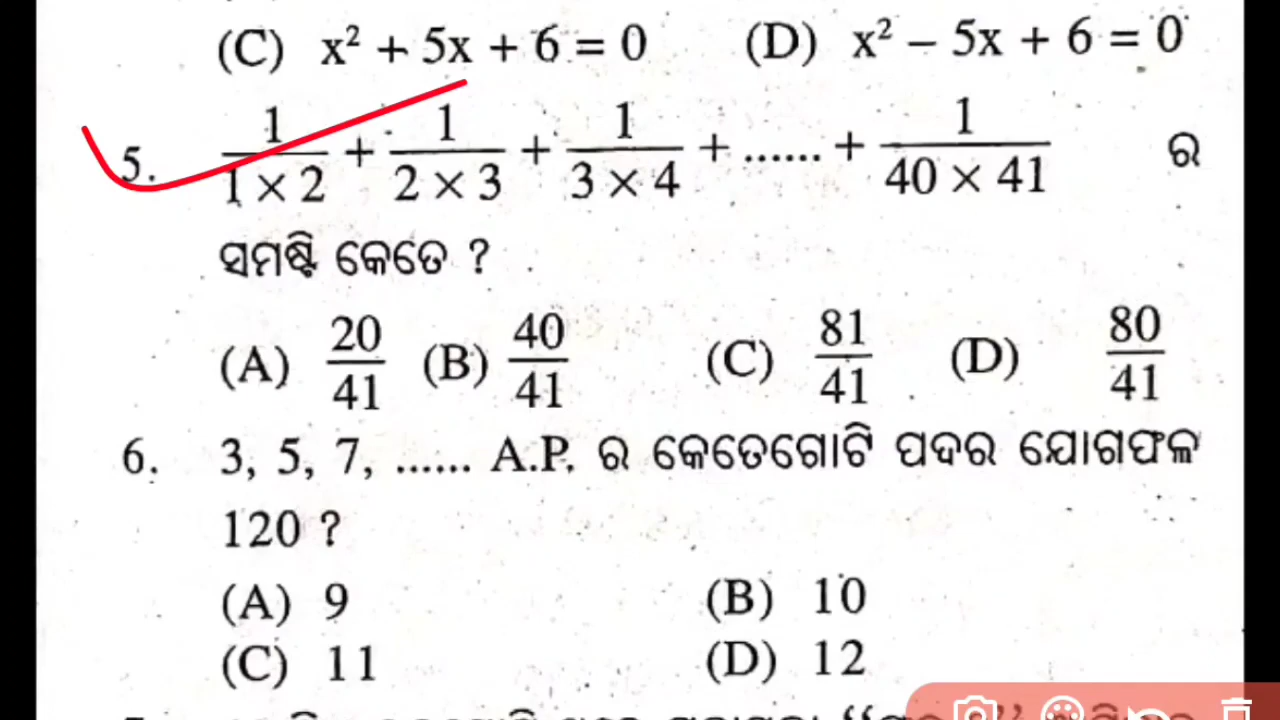 (C) x² + 5x + 6 = 0 (D) x² – 5x + 6 = 0
5. 1/(1 × 2) + 1/(2 × 3) + 1/(3 × 4) + ...... + 1/(40 × 41) ର
ସମଷ୍ଟି କେତେ ?
(A) 20/41 (B) 40/41 (C) 81/41 (D) 80/41
6. 3, 5, 7, ...... A.P. ର କେତେଗୋଟି ପଦର ଯୋଗଫଳ
120 ?
(A) 9 (B) 10
(C) 11 (D) 12